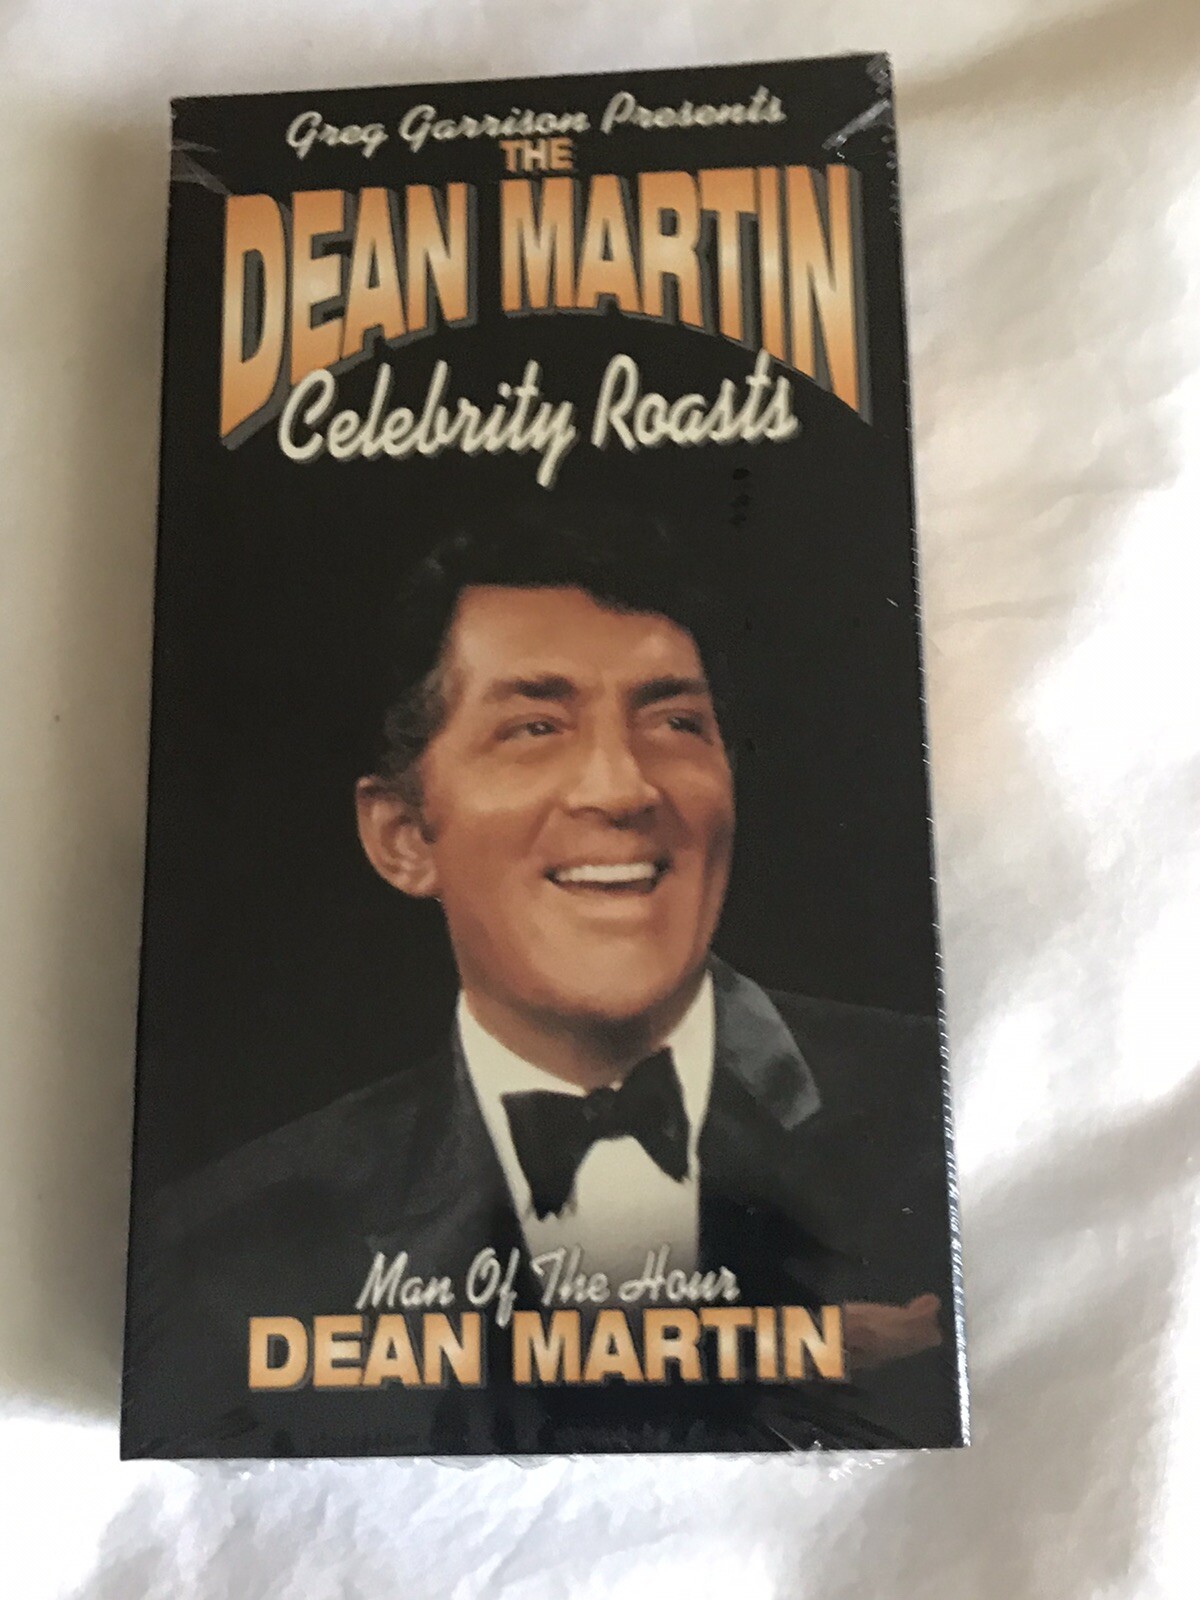 Greg Garrison Presents
THE
DEAN MARTIN
Celebrity Roasts
Man Of The Hour
DEAN MARTIN